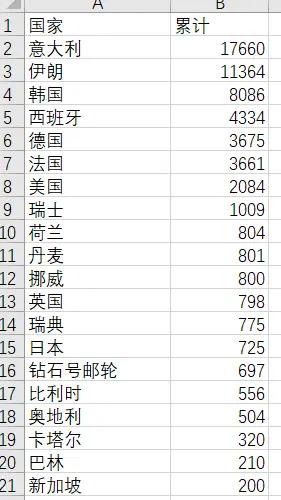 A B
1 国家 累计
2 意大利 17660
3 伊朗 11364
4 韩国 8086
5 西班牙 4334
6 德国 3675
7 法国 3661
8 美国 2084
9 瑞士 1009
10 荷兰 804
11 丹麦 801
12 挪威 800
13 英国 798
14 瑞典 775
15 日本 725
16 钻石号邮轮 697
17 比利时 556
18 奥地利 504
19 卡塔尔 320
20 巴林 210
21 新加坡 200